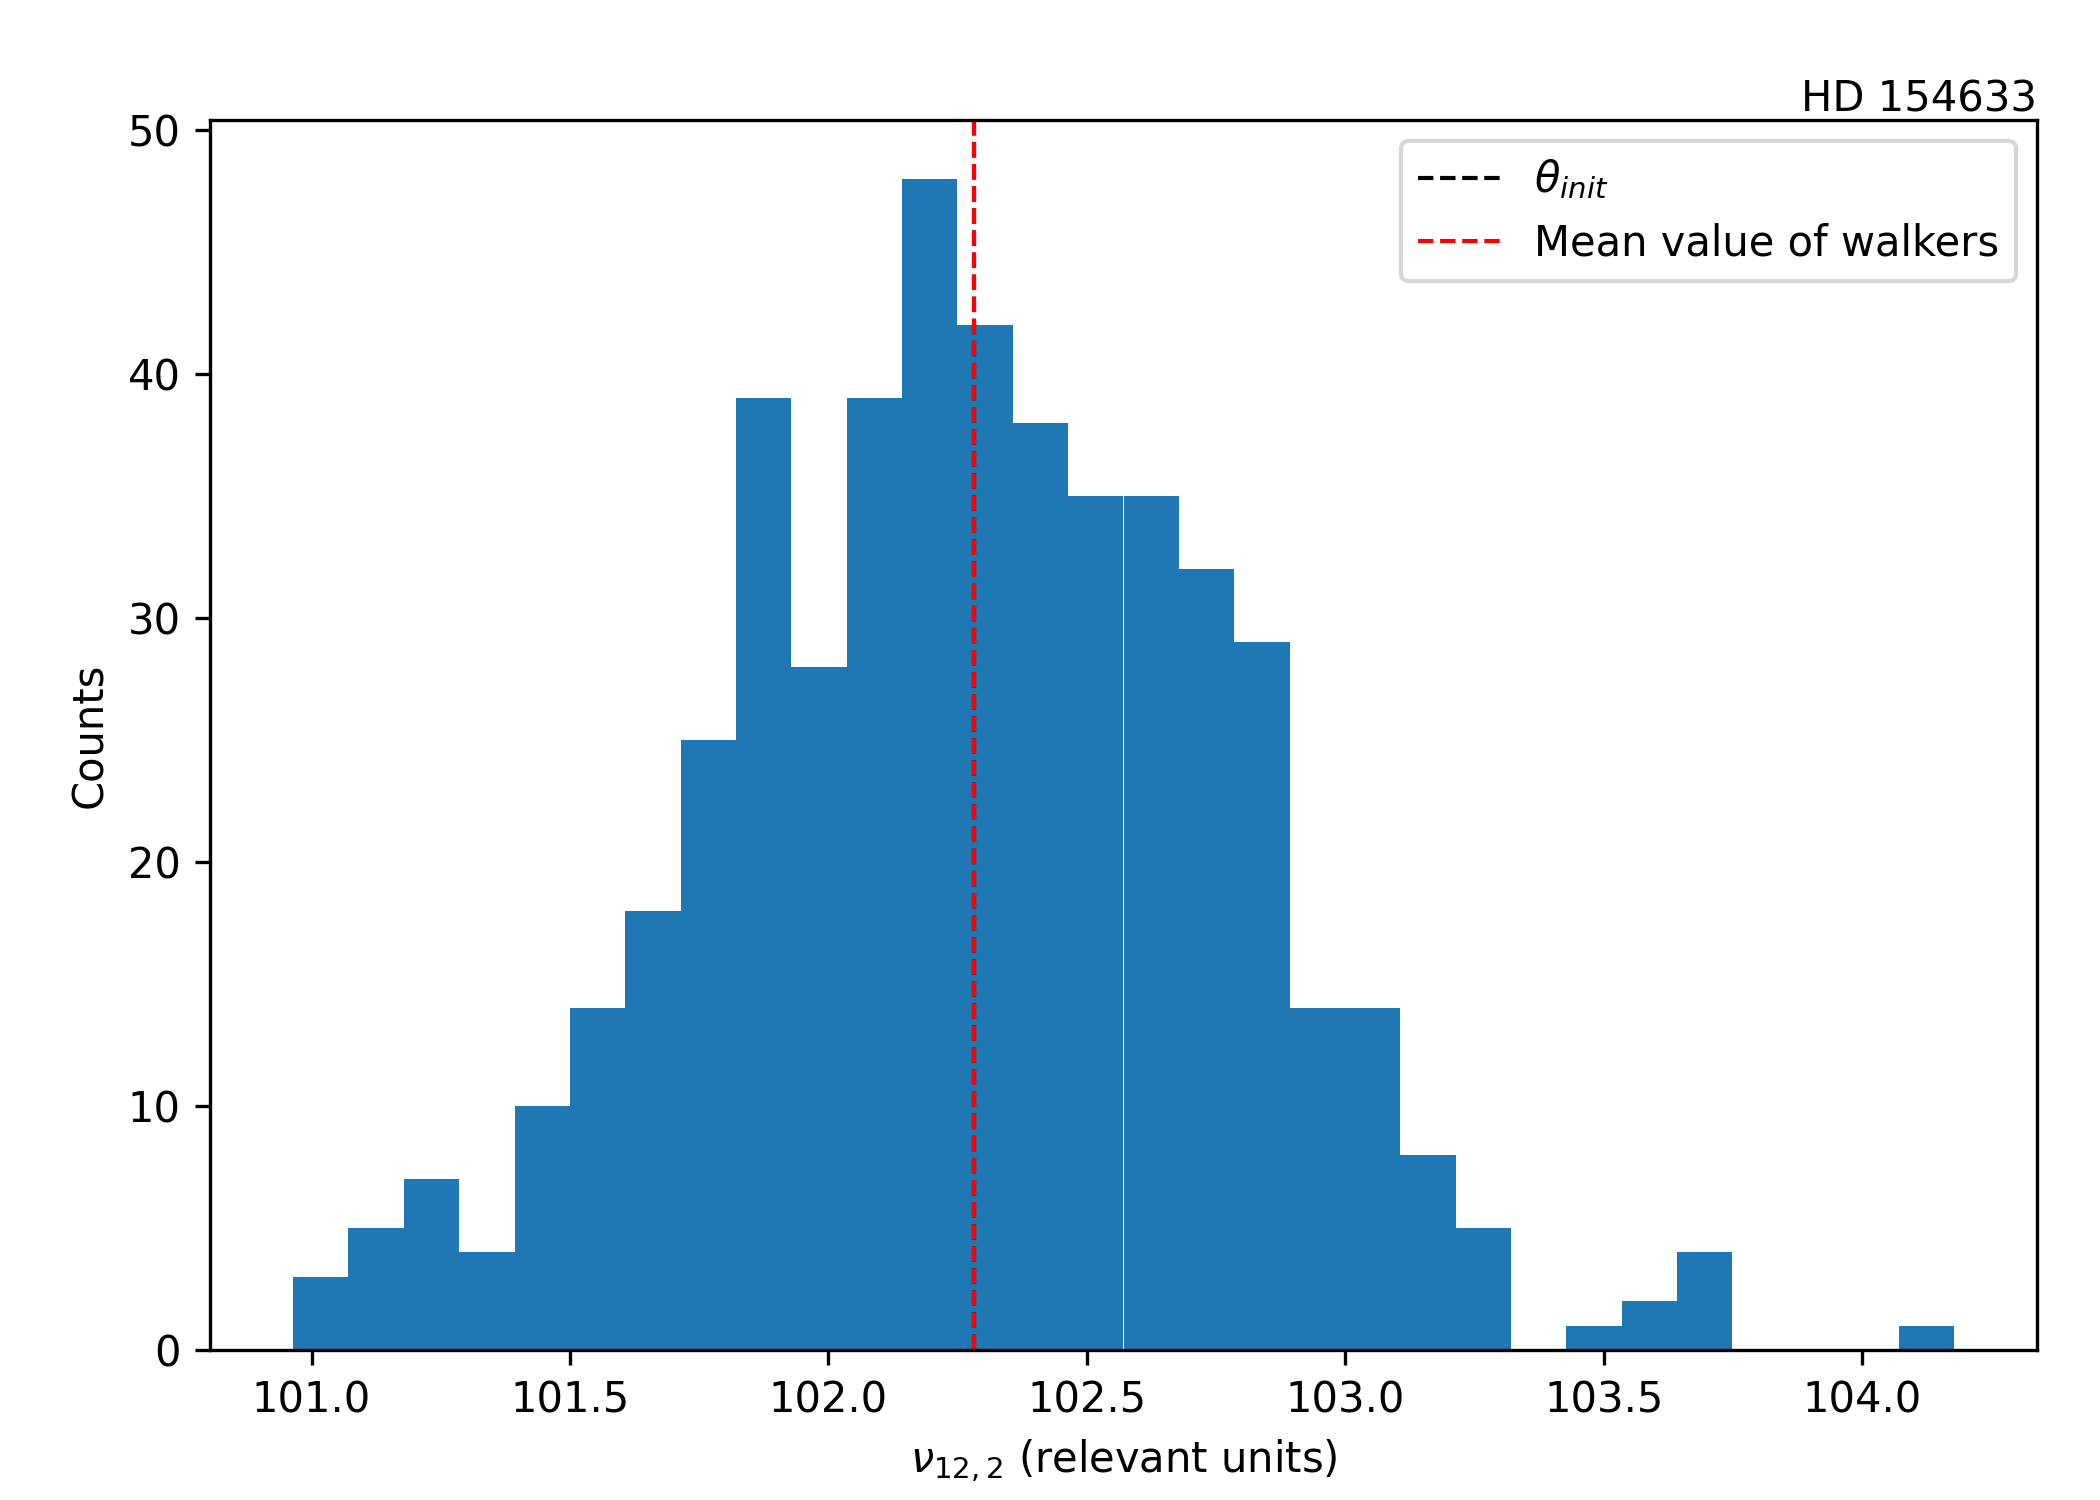 HD 154633
50
40
30
20
10
0
Counts
θinit
Mean value of walkers
101.0 101.5 102.0 102.5 103.0 103.5 104.0
ν12, 2 (relevant units)